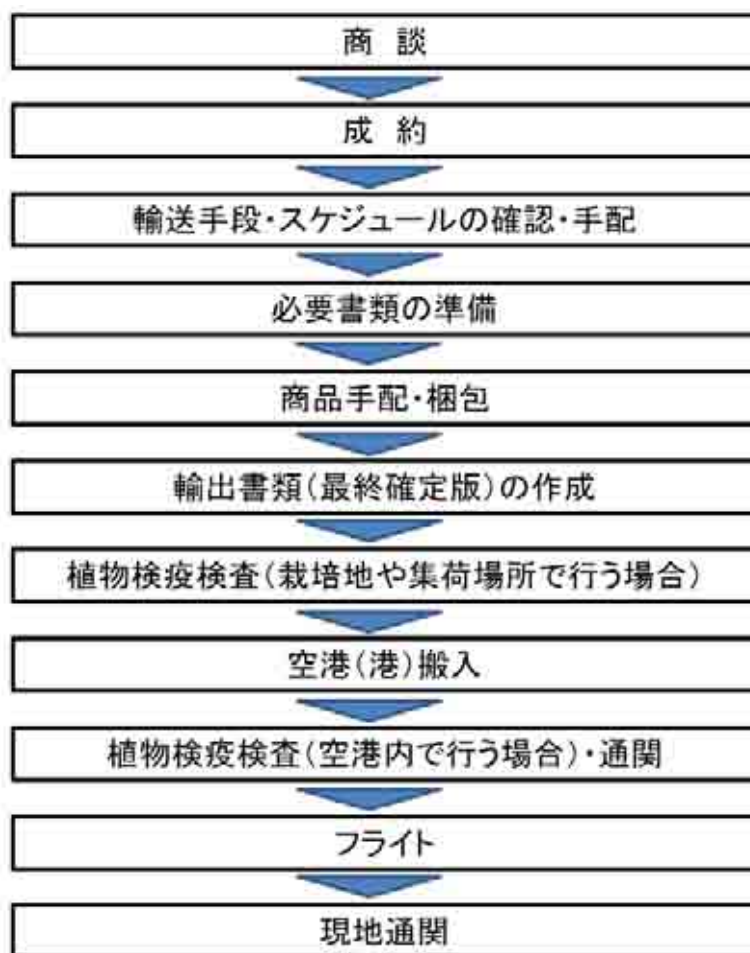 商 談
成 約
輸送手段・スケジュールの確認・手配
必要書類の準備
商品手配・梱包
輸出書類(最終確定版)の作成
植物検疫検査(栽培地や集荷場所で行う場合)
空港(港)搬入
植物検疫検査(空港内で行う場合)・通関
フライト
現地通関